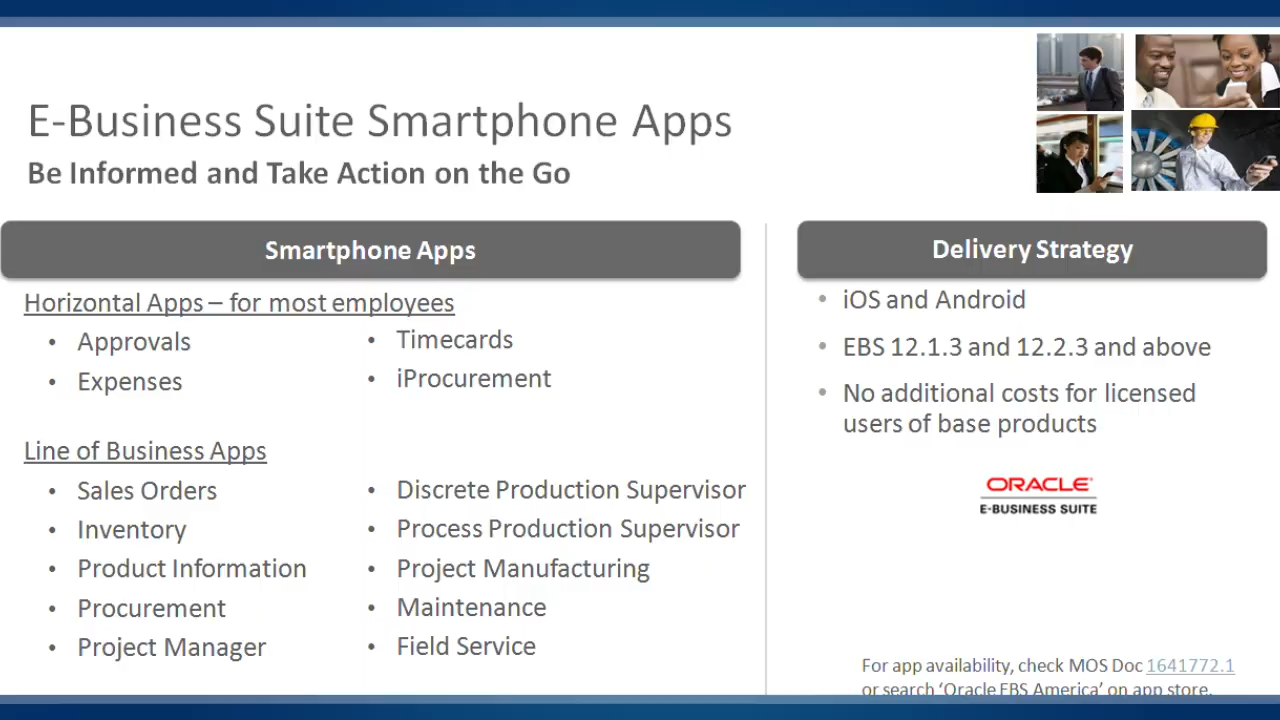 E-Business Suite Smartphone Apps
Be Informed and Take Action on the Go
Smartphone Apps
Horizontal Apps – for most employees
• Approvals
• Expenses
• Timecards
• iProcurement
Line of Business Apps
• Sales Orders
• Inventory
• Product Information
• Procurement
• Project Manager
• Discrete Production Supervisor
• Process Production Supervisor
• Project Manufacturing
• Maintenance
• Field Service
Delivery Strategy
• iOS and Android
• EBS 12.1.3 and 12.2.3 and above
• No additional costs for licensed
users of base products
ORACLE®
E-BUSINESS SUITE
For app availability, check MOS Doc 1641772.1
or search ‘Oracle EBS America’ on app store.